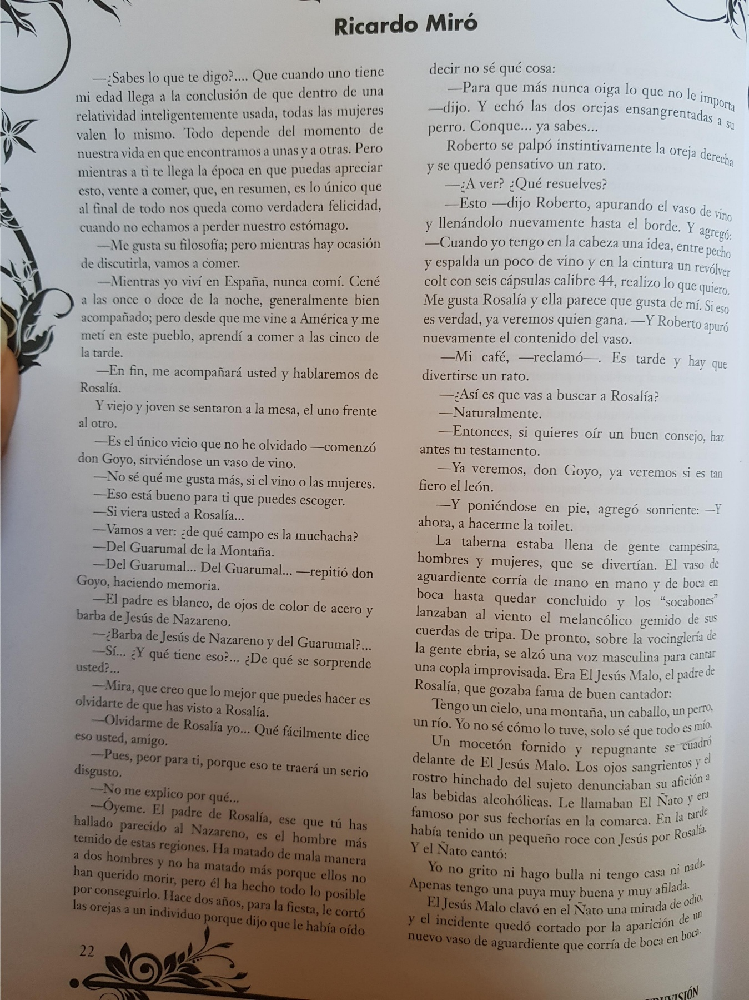 Ricardo Miró
—¿Sabes lo que te digo?.... Que cuando uno tiene
mi edad llega a la conclusión de que dentro de una
relatividad inteligentemente usada, todas las mujeres
valen lo mismo. Todo depende del momento de
nuestra vida en que encontramos a unas y a otras. Pero
mientras a ti te llega la época en que puedas apreciar
esto, vente a comer, que, en resumen, es lo único que
al final de todo nos queda como verdadera felicidad,
cuando no echamos a perder nuestro estómago.
—Me gusta su filosofía; pero mientras hay ocasión
de discutirla, vamos a comer.
—Mientras yo viví en España, nunca comí. Cené
a las once o doce de la noche, generalmente bien
acompañado; pero desde que me vine a América y me
metí en este pueblo, aprendí a comer a las cinco de
la tarde.
—En fin, me acompañará usted y hablaremos de
Rosalía.
Y viejo y joven se sentaron a la mesa, el uno frente
al otro.
—Es el único vicio que no he olvidado —comenzó
don Goyo, sirviéndose un vaso de vino.
—No sé qué me gusta más, si el vino o las mujeres.
—Eso está bueno para ti que puedes escoger.
—Si viera usted a Rosalía...
—Vamos a ver: ¿de qué campo es la muchacha?
—Del Guarumal de la Montaña.
—Del Guarumal... Del Guarumal... —repitió don
Goyo, haciendo memoria.
—El padre es blanco, de ojos de color de acero y
barba de Jesús de Nazareno.
—¿Barba de Jesús de Nazareno y del Guarumal?...
—Sí... ¿Y qué tiene eso?... ¿De qué se sorprende
usted?...
—Mira, que creo que lo mejor que puedes hacer es
olvidarte de que has visto a Rosalía.
—Olvidarme de Rosalía yo... Qué fácilmente dice
eso usted, amigo.
—Pues, peor para ti, porque eso te traerá un serio
disgusto.
—No me explico por qué...
—Óyeme. El padre de Rosalía, ese que tú has
hallado parecido al Nazareno, es el hombre más
temido de estas regiones. Ha matado de mala manera
a dos hombres y no ha matado más porque ellos no
han querido morir, pero él ha hecho todo lo posible
por conseguirlo. Hace dos años, para la fiesta, le cortó
las orejas a un individuo porque dijo que le había oído
decir no sé qué cosa:
—Para que más nunca oiga lo que no le importa
—dijo. Y echó las dos orejas ensangrentadas a su
perro. Conque... ya sabes...
Roberto se palpó instintivamente la oreja derecha
y se quedó pensativo un rato.
—¿A ver? ¿Qué resuelves?
—Esto —dijo Roberto, apurando el vaso de vino
y llenándolo nuevamente hasta el borde. Y agregó:
—Cuando yo tengo en la cabeza una idea, entre pecho
y espalda un poco de vino y en la cintura un revólver
colt con seis cápsulas calibre 44, realizo lo que quiero.
Me gusta Rosalía y ella parece que gusta de mí. Si eso
es verdad, ya veremos quien gana. —Y Roberto apuró
nuevamente el contenido del vaso.
—Mi café, —reclamó—. Es tarde y hay que
divertirse un rato.
—¿Así es que vas a buscar a Rosalía?
—Naturalmente.
—Entonces, si quieres oír un buen consejo, haz
antes tu testamento.
—Ya veremos, don Goyo, ya veremos si es tan
fiero el león.
—Y poniéndose en pie, agregó sonriente: —Y
ahora, a hacerme la toilet.
La taberna estaba llena de gente campesina,
hombres y mujeres, que se divertían. El vaso de
aguardiente corría de mano en mano y de boca en
boca hasta quedar concluido y los “socabones”
lanzaban al viento el melancólico gemido de sus
cuerdas de tripa. De pronto, sobre la vocinglería de
la gente ebria, se alzó una voz masculina para cantar
una copla improvisada. Era El Jesús Malo, el padre de
Rosalía, que gozaba fama de buen cantador:
Tengo un cielo, una montaña, un caballo, un perro,
un río. Yo no sé cómo lo tuve, solo sé que todo es mío.
Un mocetón fornido y repugnante se cuadró
delante de El Jesús Malo. Los ojos sangrientos y el
rostro hinchado del sujeto denunciaban su afición a
las bebidas alcohólicas. Le llamaban El Ñato y era
famoso por sus fechorías en la comarca. En la tarde
había tenido un pequeño roce con Jesús por Rosalía.
Y el Ñato cantó:
Yo no grito ni hago bulla ni tengo casa ni nada.
Apenas tengo una puya muy buena y muy afilada.
El Jesús Malo clavó en el Ñato una mirada de odio,
y el incidente quedó cortado por la aparición de un
nuevo vaso de aguardiente que corría de boca en boca.
22